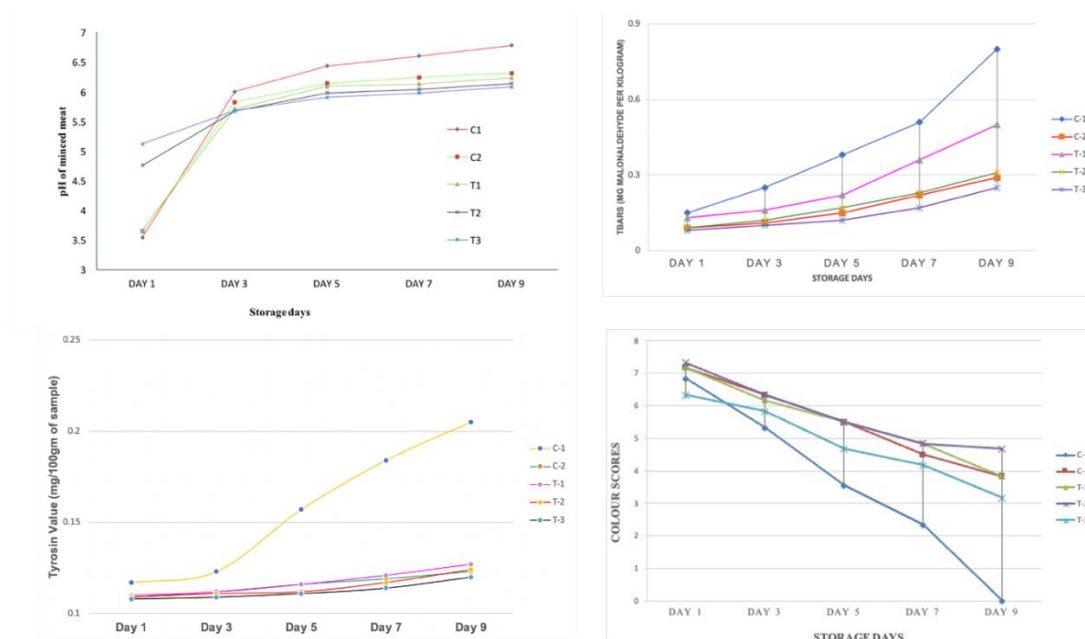 7
6.5
6
5.5
5
4.5
4
3.5
3
pH of minced meat
DAY 1 DAY 3 DAY 5 DAY 7 DAY 9
Storage days
C1
C2
T1
T2
T3
0.9
0.6
0.3
0
TBARS (MG MALONALDEHYDE PER KILOGRAM)
DAY 1 DAY 3 DAY 5 DAY 7 DAY 9
STORAGE DAYS
C-1
C-2
T-1
T-2
T-3
0.25
0.2
0.15
0.1
Tyrosin Value (mg/100gm of sample)
Day 1 Day 3 Day 5 Day 7 Day 9
C-1
C-2
T-1
T-2
T-3
8
7
6
5
4
3
2
1
0
COLOUR SCORES
DAY 1 DAY 3 DAY 5 DAY 7 DAY 9
STORAGE DAYS